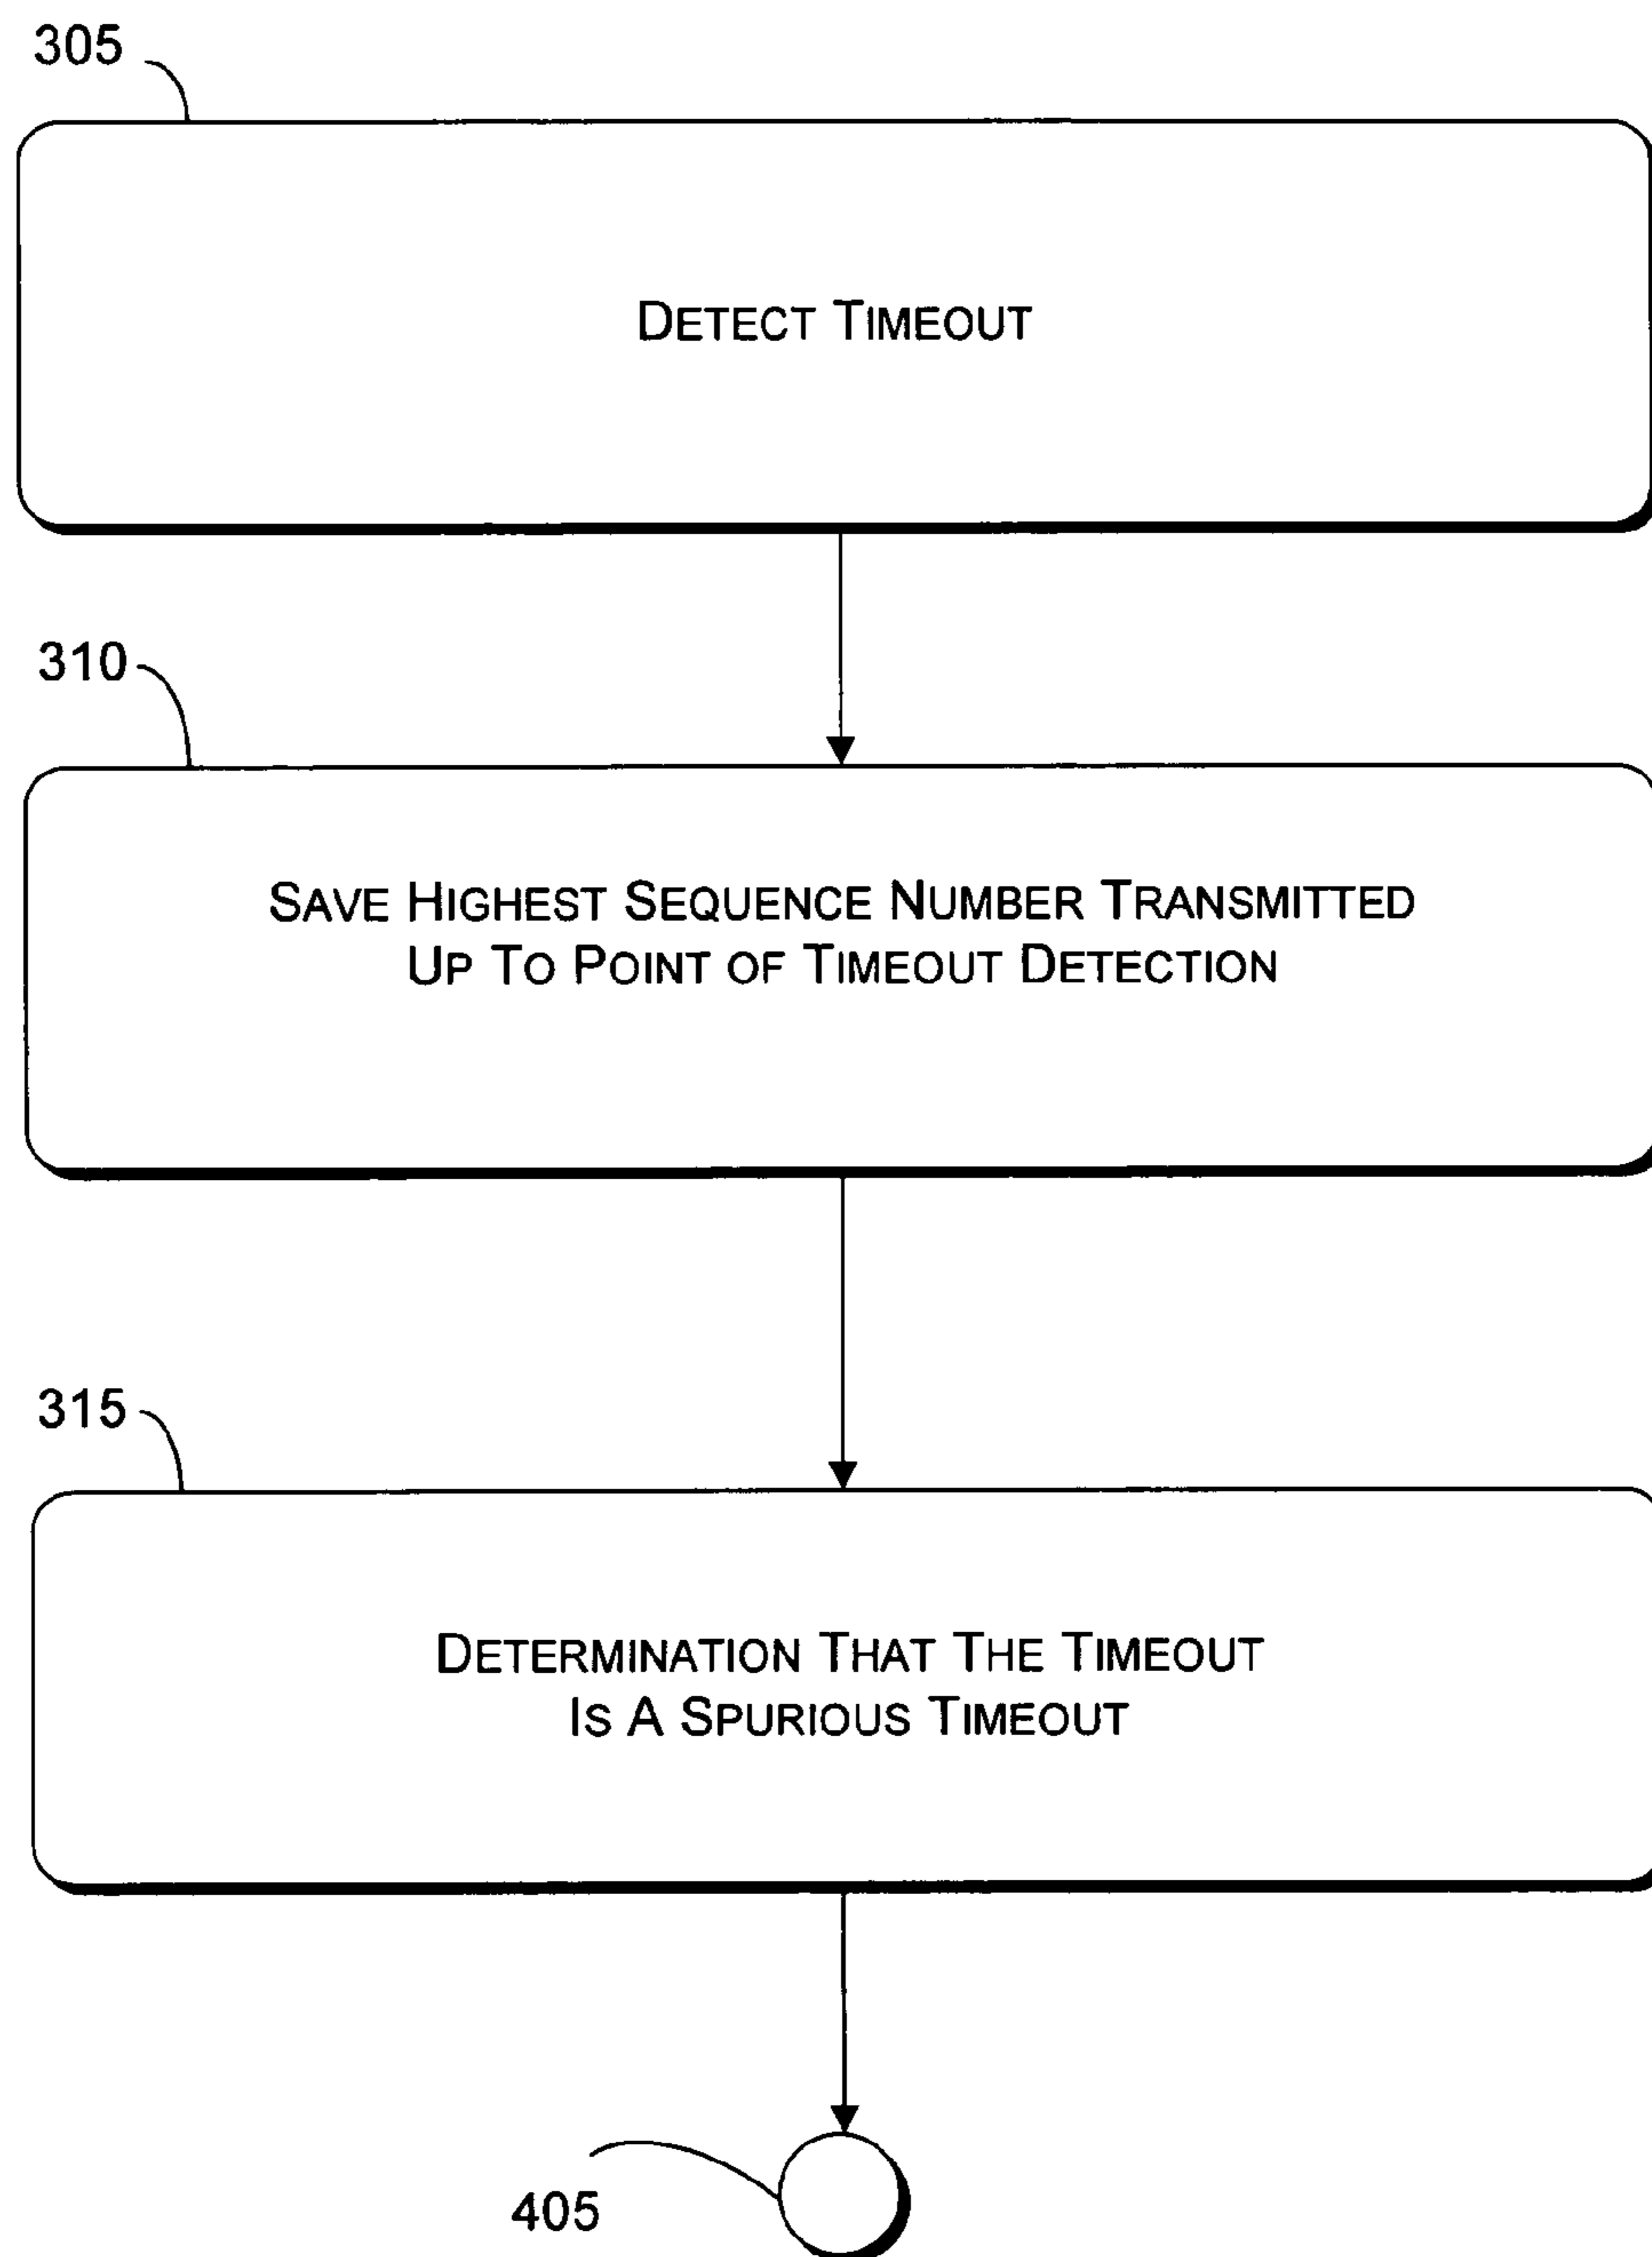 305
DETECT TIMEOUT
310
SAVE HIGHEST SEQUENCE NUMBER TRANSMITTED
UP TO POINT OF TIMEOUT DETECTION
315
DETERMINATION THAT THE TIMEOUT
IS A SPURIOUS TIMEOUT
405